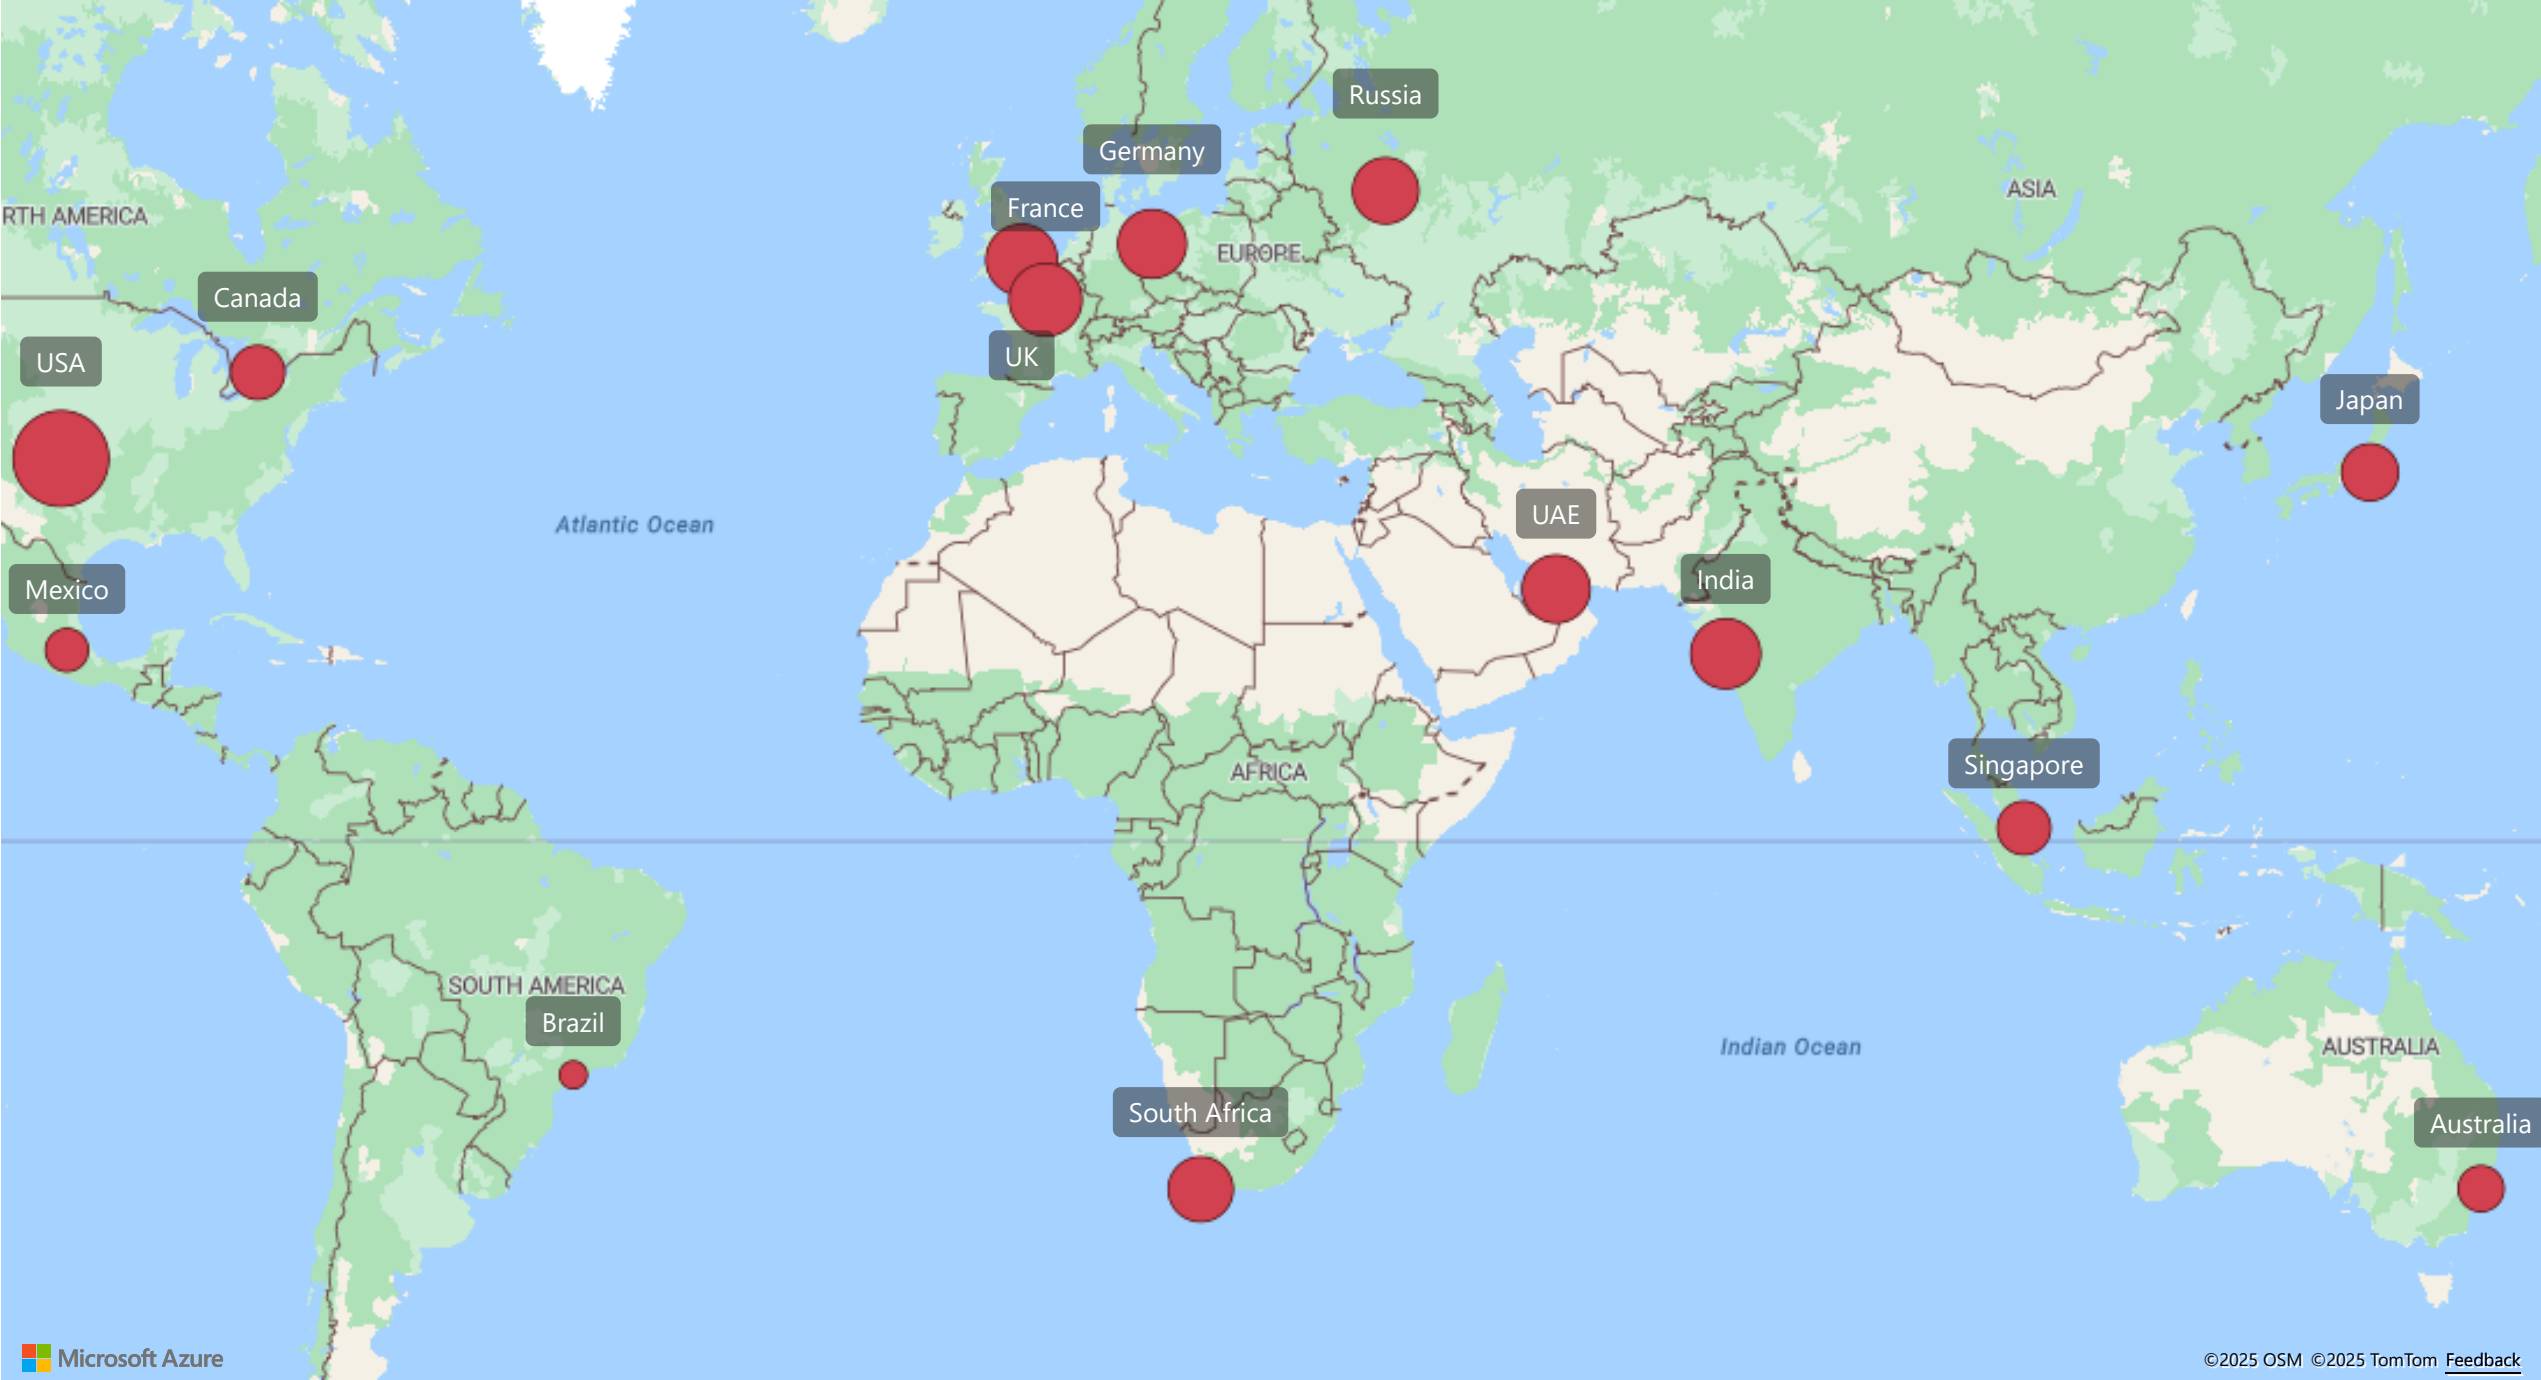 Russia
Germany
ASIA
France
RTH AMERICA
EUROPE
Canada
UK
USA
Japan
UAE
Atlantic Ocean
India
Mexico
Singapore
AFRICA
SOUTH AMERICA
Brazil
Indian Ocean
AUSTRALIA
South Africa
Australia
Microsoft Azure
©2025 OSM ©2025 TomTom Feedback